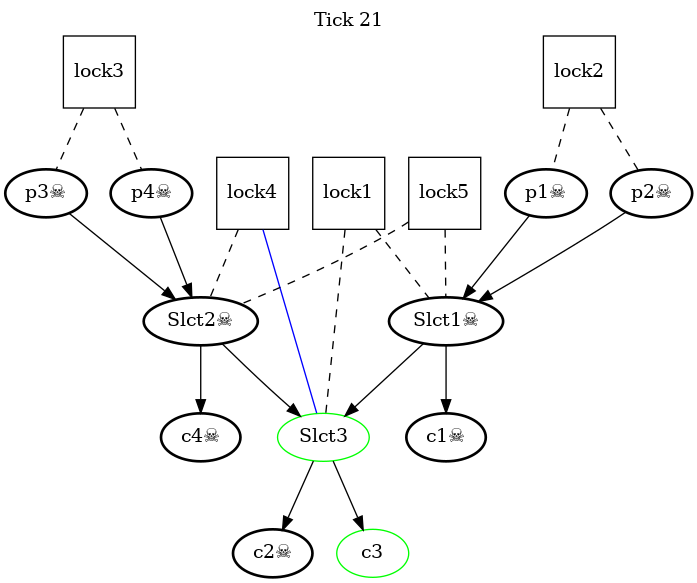 Tick 21
lock3
lock2
p3☠
p4☠
lock4
lock1
lock5
p1☠
p2☠
Slct2☠
Slct1☠
c4☠
Slct3
c1☠
c2☠
c3